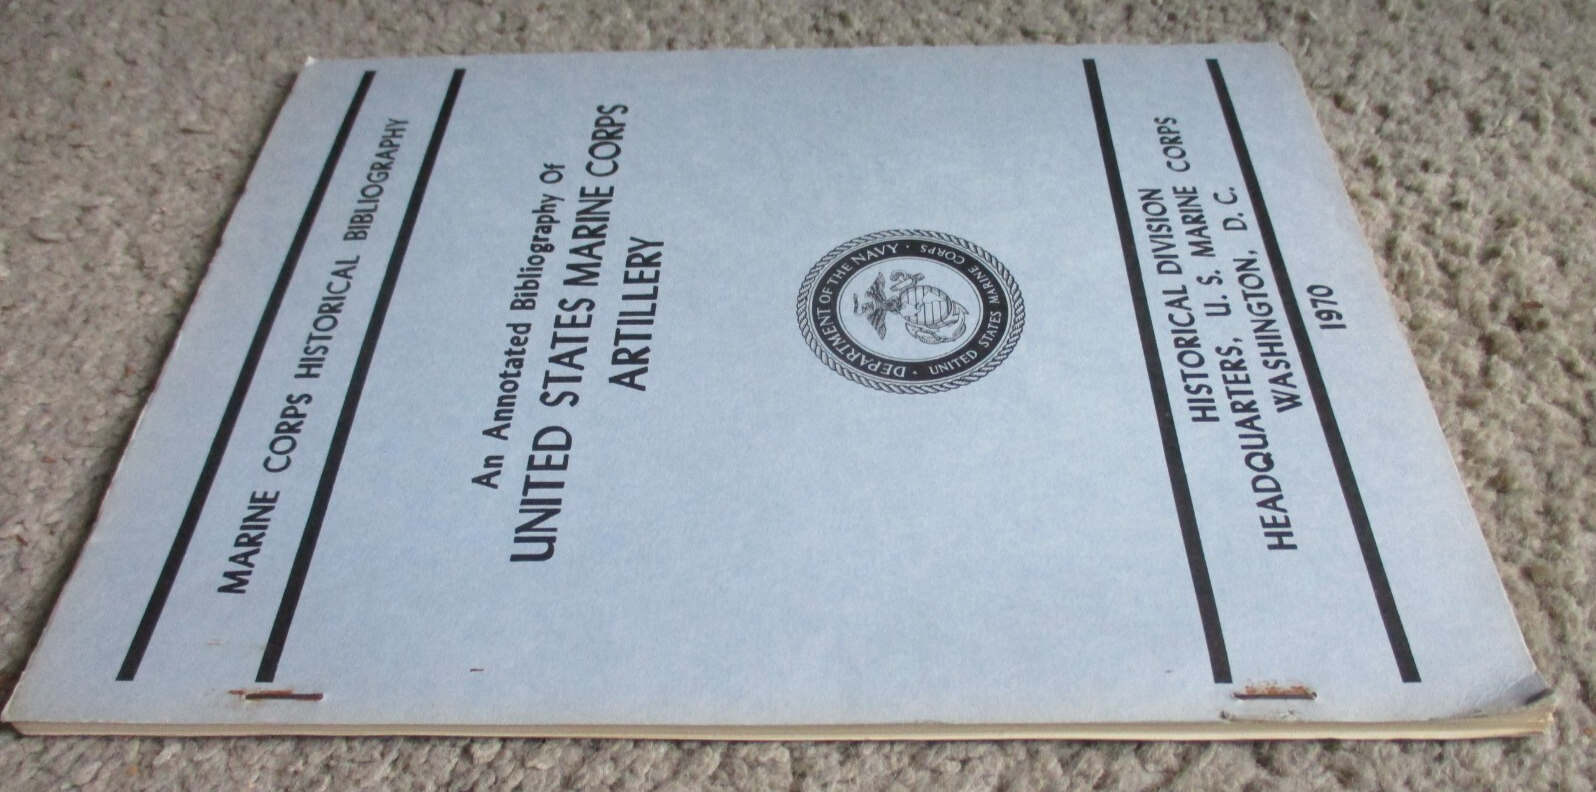 MARINE CORPS HISTORICAL BIBLIOGRAPHY
An Annotated Bibliography Of
UNITED STATES MARINE CORPS
ARTILLERY
DEPARTMENT OF THE NAVY
UNITED STATES MARINE CORPS
HISTORICAL DIVISION
HEADQUARTERS, U. S. MARINE CORPS
WASHINGTON, D. C.
1970